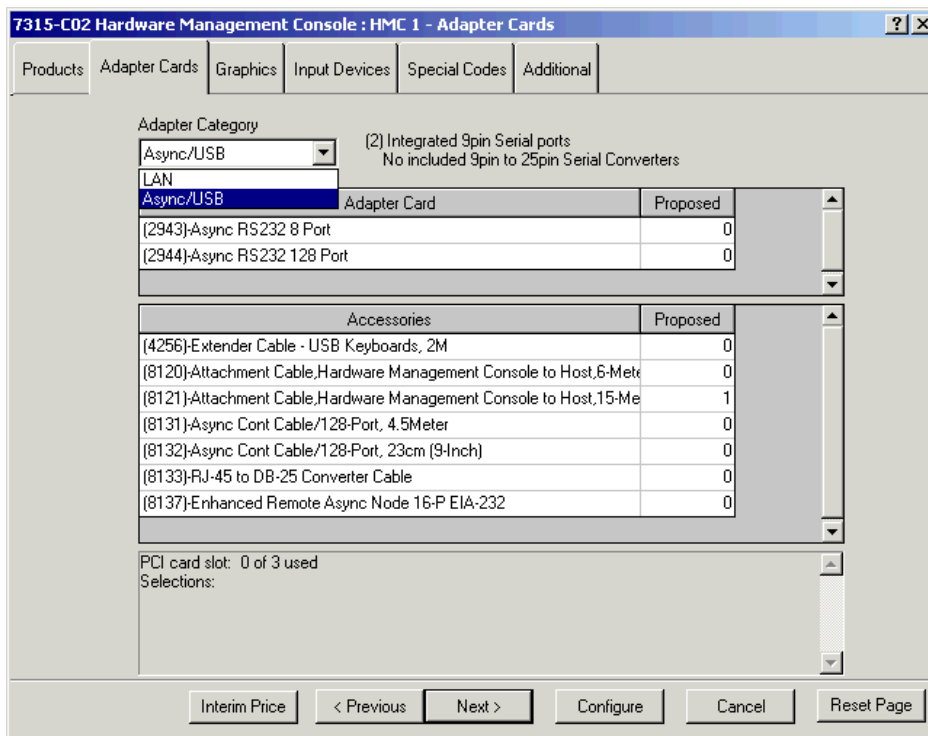 7315-C02 Hardware Management Console : HMC 1 - Adapter Cards
Products Adapter Cards Graphics Input Devices Special Codes Additional
Adapter Category
Async/USB
(2) Integrated 9pin Serial ports
No included 9pin to 25pin Serial Converters
LAN
Async/USB
Adapter Card Proposed
(2943)-Async RS232 8 Port 0
(2944)-Async RS232 128 Port 0
Accessories Proposed
(4256)-Extender Cable - USB Keyboards, 2M 0
(8120)-Attachment Cable,Hardware Management Console to Host,6-Mete 0
(8121)-Attachment Cable,Hardware Management Console to Host,15-Me 1
(8131)-Async Cont Cable/128-Port, 4.5Meter 0
(8132)-Async Cont Cable/128-Port, 23cm (9-Inch) 0
(8133)-RJ-45 to DB-25 Converter Cable 0
(8137)-Enhanced Remote Async Node 16-P EIA-232 0
PCI card slot: 0 of 3 used
Selections:
Interim Price < Previous Next > Configure Cancel Reset Page